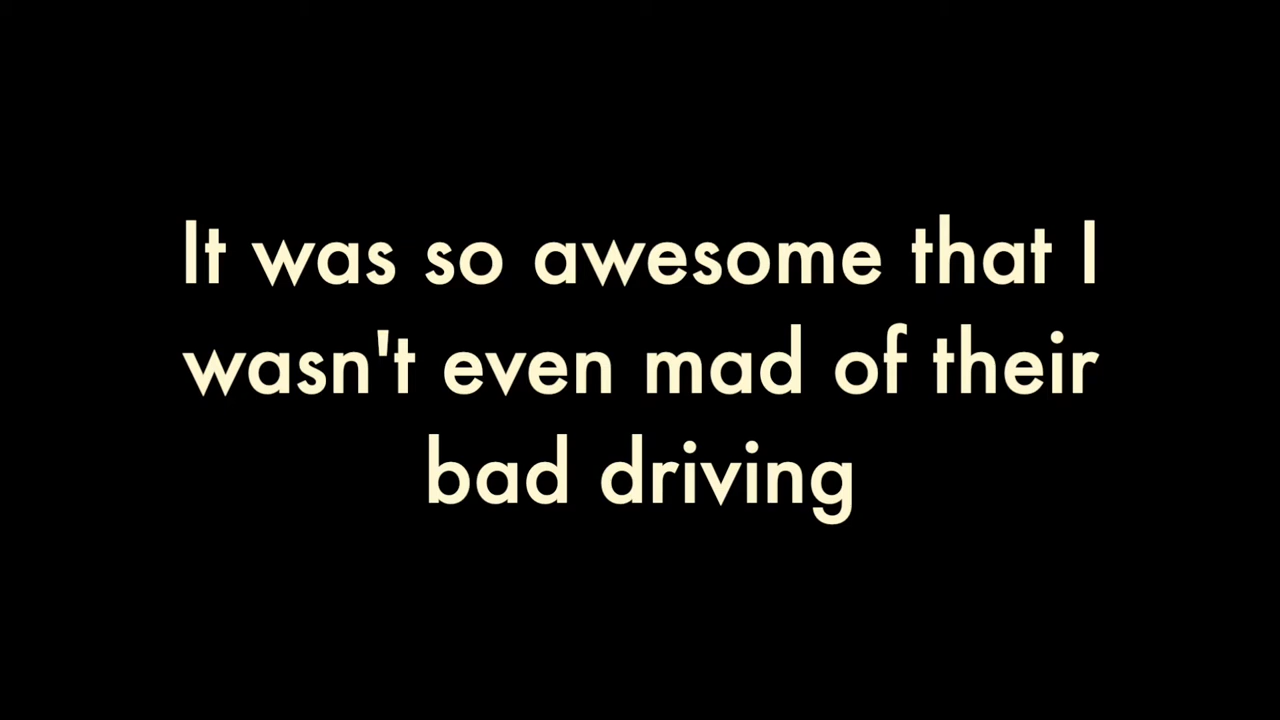 It was so awesome that I
wasn't even mad of their
bad driving